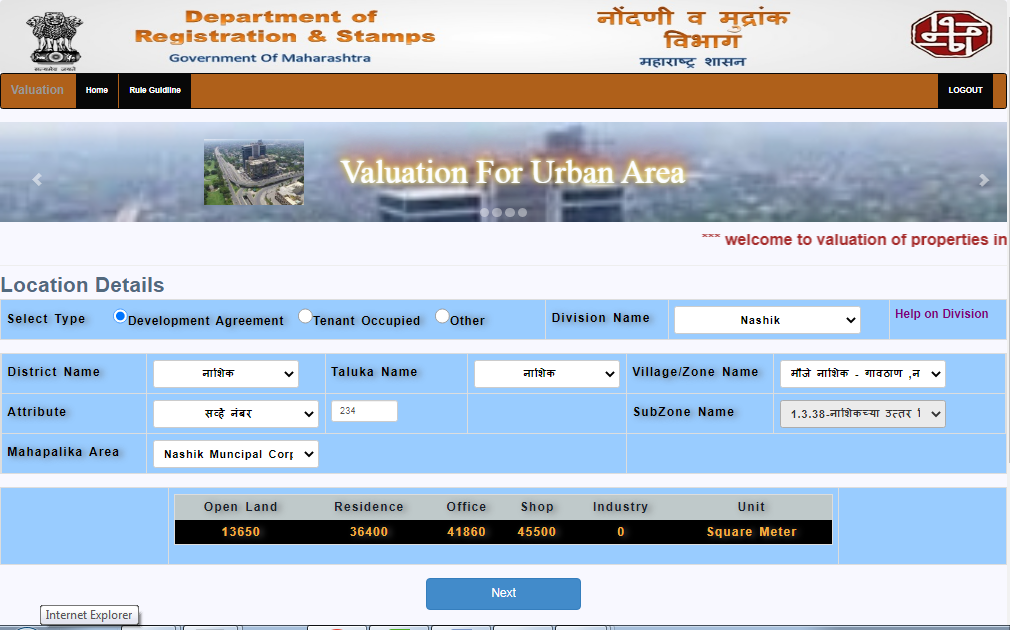 Department of
Registration & Stamps
Government Of Maharashtra
सत्यमेव जयते
नोंदणी व मुद्रांक
विभाग
महाराष्ट्र शासन
Valuation Home Rule Guidline LOGOUT
Valuation For Urban Area
*** welcome to valuation of properties in
Location Details
Select Type Development Agreement Tenant Occupied Other Division Name Nashik Help on Division
District Name नाशिक Taluka Name नाशिक Village/Zone Name मौजे नाशिक - गावठाण ,न
Attribute सर्व्हे नंबर 234 SubZone Name 1.3.38-नाशिकच्या उत्तर
Mahapalika Area Nashik Muncipal Corp
Open Land Residence Office Shop Industry Unit
13650 36400 41860 45500 0 Square Meter
Next
Internet Explorer